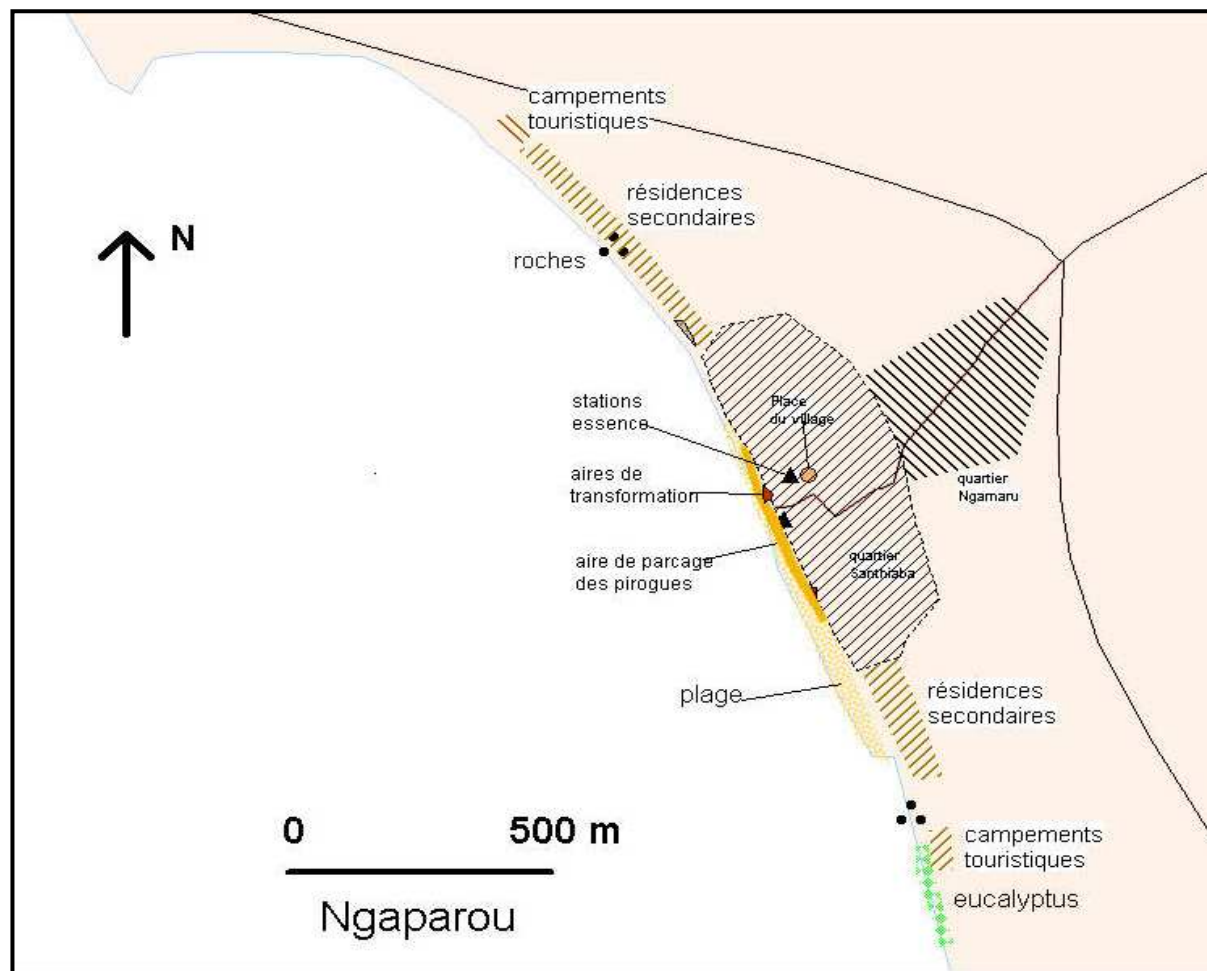 campements
touristiques
résidences
secondaires
N
roches
stations
essence
Place
du village
aires de
transformation
quartier
Ngamaru
aire de parcage
des pirogues
quartier
Santhiaba
plage
résidences
secondaires
0 500 m
campements
touristiques
eucalyptus
Ngaparou